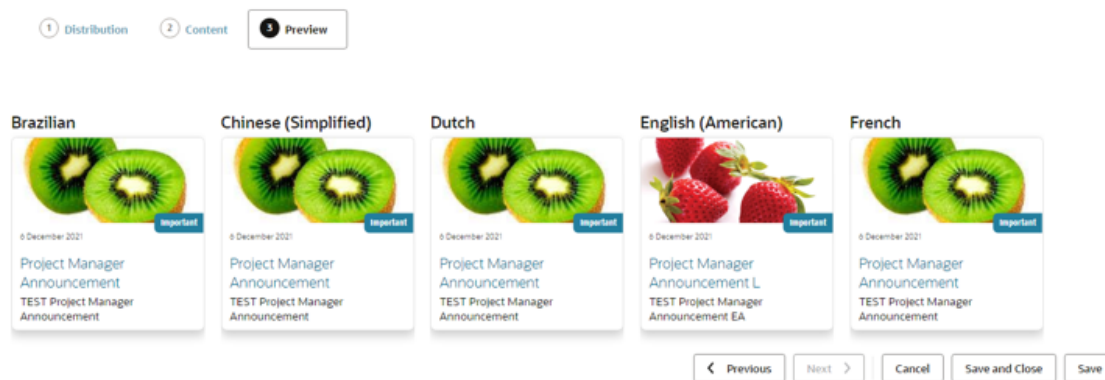 1 Distribution 2 Content 3 Preview
Brazilian Chinese (Simplified) Dutch English (American) French
Important Important Important Important Important
6 December 2021 6 December 2021 6 December 2021 6 December 2021 6 December 2021
Project Manager Project Manager Project Manager Project Manager Project Manager
Announcement Announcement Announcement Announcement L Announcement
TEST Project Manager TEST Project Manager TEST Project Manager TEST Project Manager TEST Project Manager
Announcement Announcement Announcement Announcement EA Announcement
Previous Next Cancel Save and Close Save